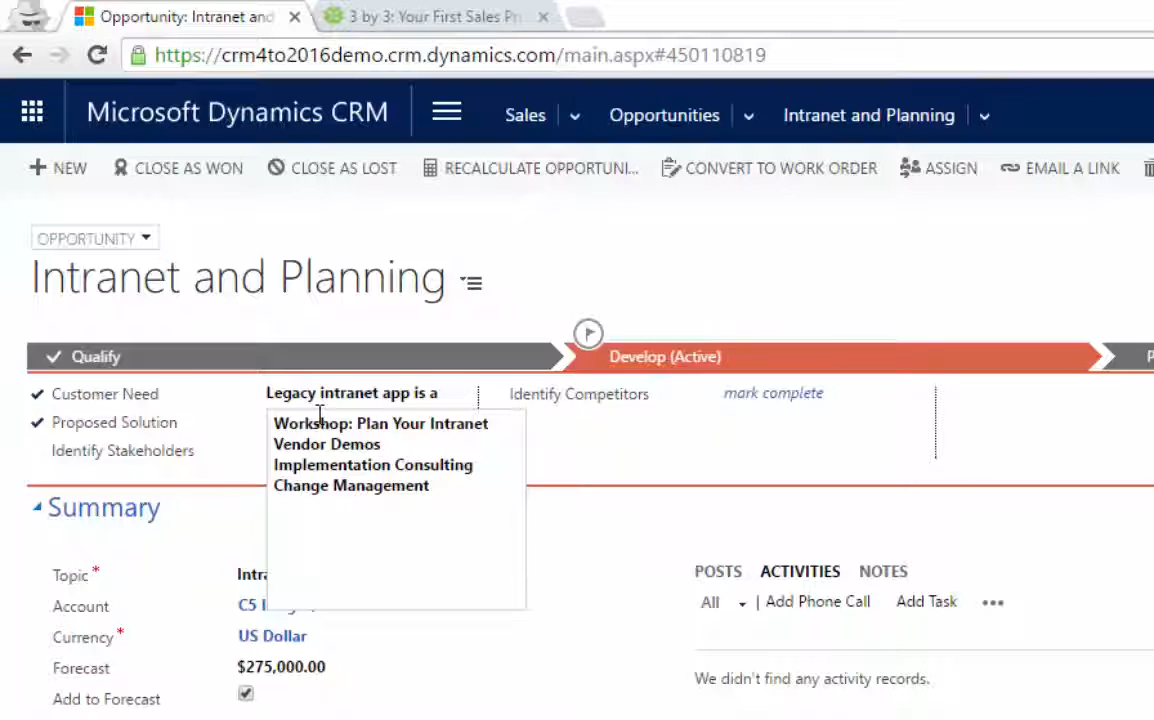 Opportunity: Intranet and
3 by 3: Your First Sales Pr
https://crm4to2016demo.crm.dynamics.com/main.aspx#450110819
Microsoft Dynamics CRM
Sales
Opportunities
Intranet and Planning
NEW
CLOSE AS WON
CLOSE AS LOST
RECALCULATE OPPORTUNI...
CONVERT TO WORK ORDER
ASSIGN
EMAIL A LINK
OPPORTUNITY
Intranet and Planning
Qualify
Develop (Active)
P
Customer Need
Legacy intranet app is a
Identify Competitors
mark complete
Proposed Solution
Workshop: Plan Your Intranet
Vendor Demos
Implementation Consulting
Change Management
Identify Stakeholders
Summary
Topic*
Intra
Account
C5
Currency*
US Dollar
Forecast
$275,000.00
Add to Forecast
POSTS ACTIVITIES NOTES
All | Add Phone Call Add Task •••
We didn't find any activity records.